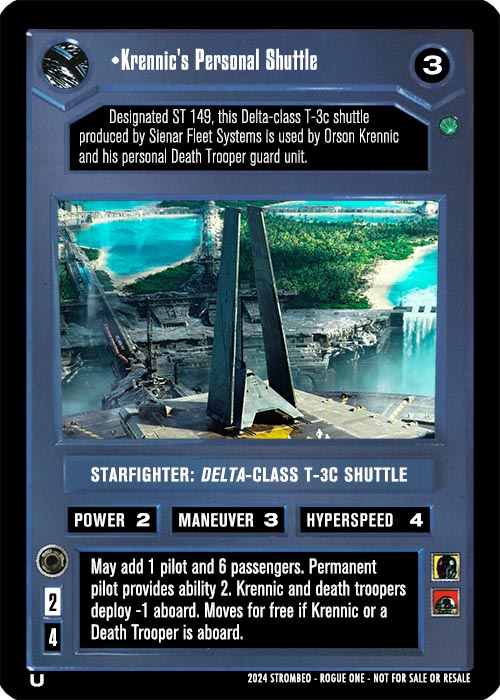 •Krennic's Personal Shuttle
3
Designated ST 149, this Delta-class T-3c shuttle
produced by Sienar Fleet Systems is used by Orson Krennic
and his personal Death Trooper guard unit.
STARFIGHTER: DELTA-CLASS T-3C SHUTTLE
POWER 2 MANEUVER 3 HYPERSPEED 4
May add 1 pilot and 6 passengers. Permanent
pilot provides ability 2. Krennic and death troopers
deploy -1 aboard. Moves for free if Krennic or a
Death Trooper is aboard.
2
4
U
2024 STROMBEO - ROGUE ONE - NOT FOR SALE OR RESALE